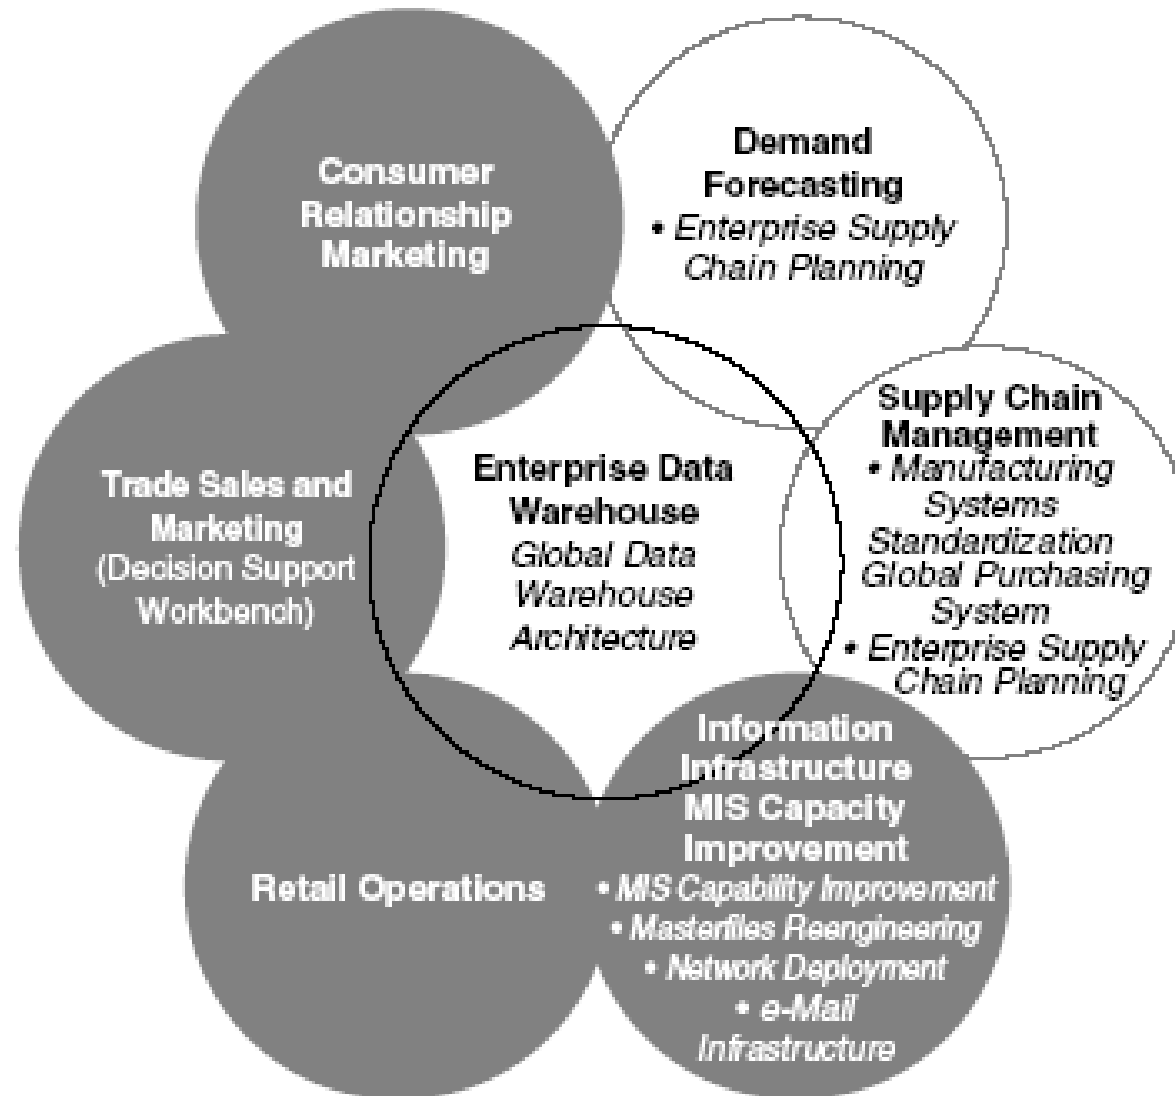 Consumer
Relationship
Marketing
Demand
Forecasting
• Enterprise Supply
Chain Planning
Trade Sales and
Marketing
(Decision Support
Workbench)
Enterprise Data
Warehouse
Global Data
Warehouse
Architecture
Supply Chain
Management
• Manufacturing
Systems
Standardization
Global Purchasing
System
• Enterprise Supply
Chain Planning
Retail Operations
Information
Infrastructure
MIS Capacity
Improvement
• MIS Capability Improvement
• Masterfiles Reengineering
• Network Deployment
• e-Mail
Infrastructure